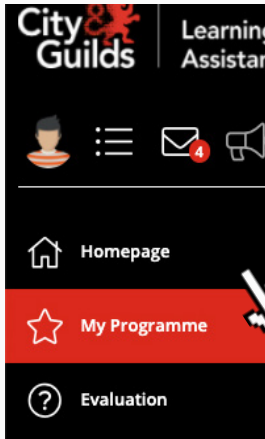 City
Guilds
Learning
Assistan
4
Homepage
My Programme
Evaluation